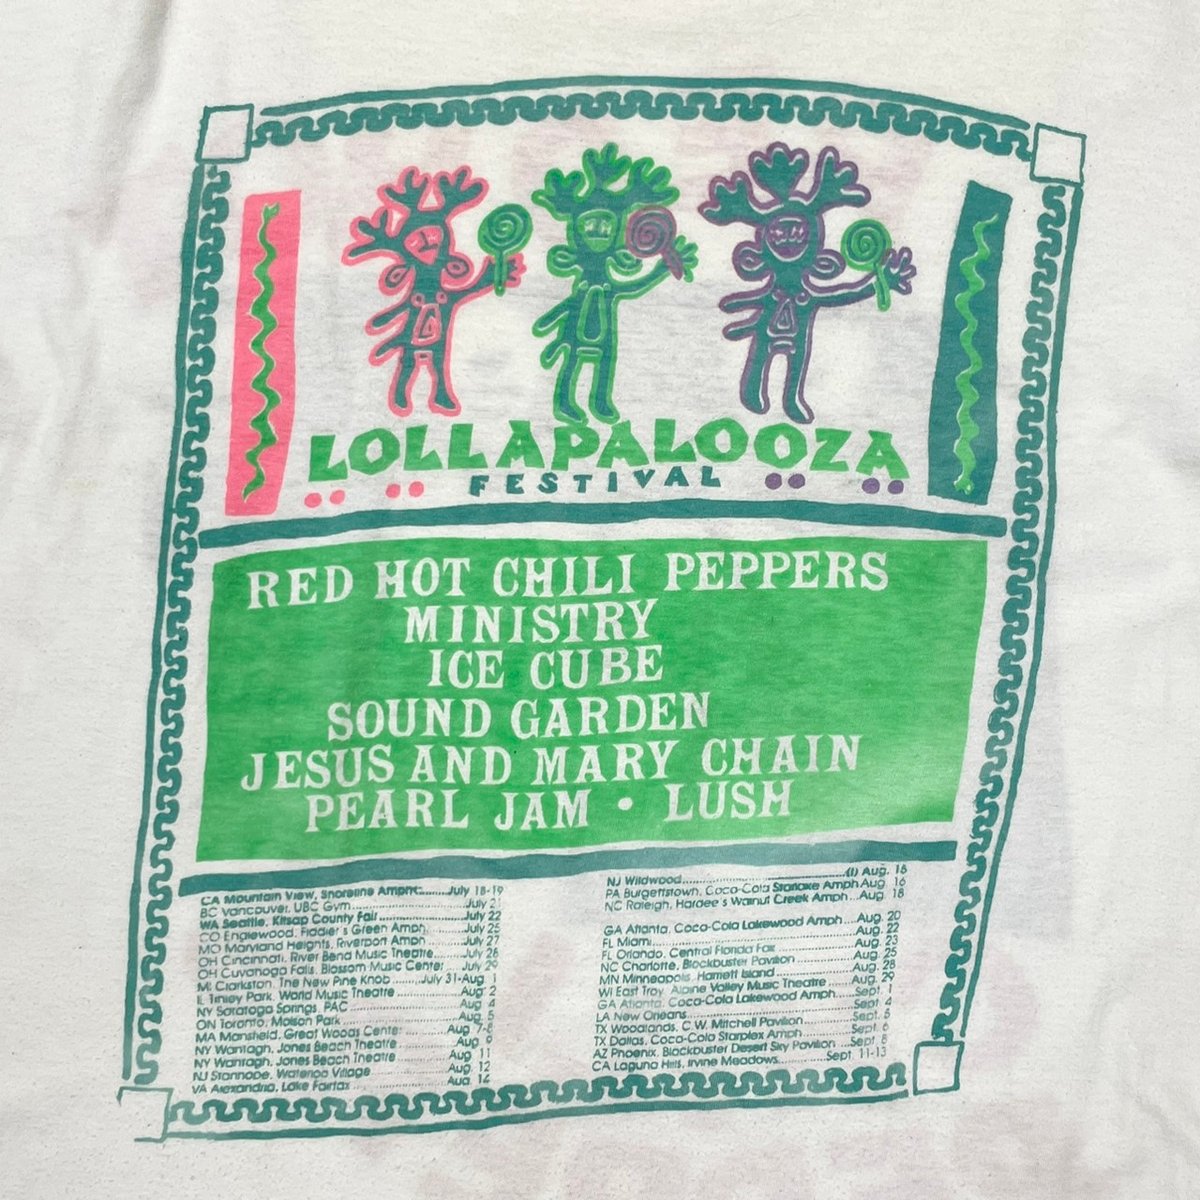 LOLLAPALOOZA
FESTIVAL
RED HOT CHILI PEPPERS
MINISTRY
ICE CUBE
SOUND GARDEN
JESUS AND MARY CHAIN
PEARL JAM • LUSH
CA Mountain View, Shoreline Amph.......July 18-19
BC Vancouver, UBC Gym..............July 21
WA Seattle, Kitsap County Fair..............July 22
CO Englewood, Fiddler's Green Amph.......July 25
MO Maryland Heights, Riverport Amph.....July 27
OH Cincinnati, River Bend Music Theatre....July 28
OH Cuyahoga Falls, Blossom Music Center...July 29
MI Clarkston, The New Pine Knob.....July 31-Aug 1
IL Tinley Park, World Music Theatre..............Aug 2
NY Saratoga Springs, PAC..............Aug. 4
ON Toronto, Molson Park..............Aug. 5
MA Mansfield, Great Woods Center........Aug. 7-8
NY Wantagh, Jones Beach Theatre........Aug. 9
NY Wantagh, Jones Beach Theatre........Aug. 11
NJ Stanhope, Waterloo Village..............Aug. 12
VA Alexandria, Lake Fairfax..............Aug. 14
NJ Wildwood..............(I) Aug. 15
PA Burgettstown, Coca-Cola Starlake Amph Aug. 16
NC Raleigh, Hardee's Walnut Creek Amph...Aug. 18
GA Atlanta, Coca-Cola Lakewood Amph....Aug. 20
FL Miami..............Aug. 22
FL Orlando, Central Florida Fair..............Aug. 23
NC Charlotte, Blockbuster Pavilion..............Aug. 25
MN Minneapolis, Harriett Island..............Aug. 28
WI East Troy, Alpine Valley Music Theatre....Aug. 29
GA Atlanta, Coca-Cola Lakewood Amph....Sept. 1
LA New Orleans..............Sept. 4
TX Woodlands, C.W. Mitchell Pavilion........Sept. 5
TX Dallas, Coca-Cola Starplex Amph........Sept. 6
AZ Phoenix, Blockbuster Desert Sky Pavilion ...Sept. 8
CA Laguna Hills, Irvine Meadows........Sept. 11-13